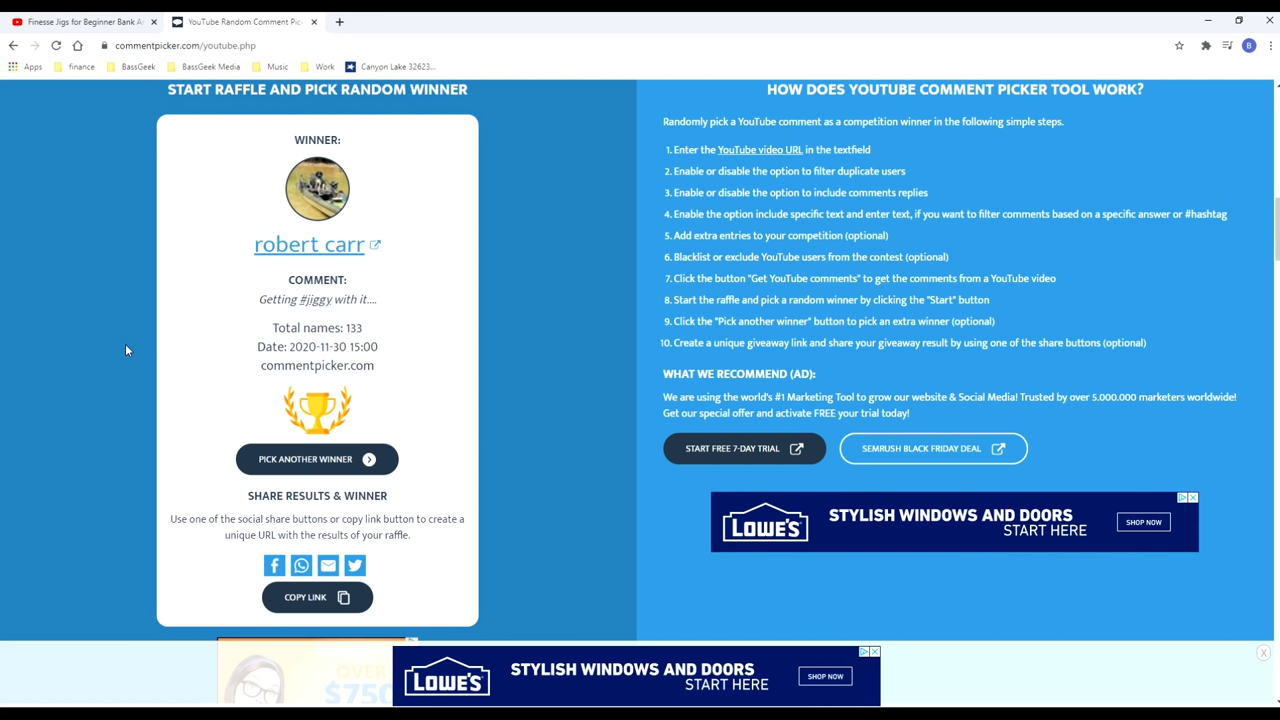 Finesse Jigs for Beginner Bank A
YouTube Random Comment Pic
commentpicker.com/youtube.php
B
Apps
finance
BassGeek
BassGeek Media
Music
Work
Canyon Lake 32623...
START RAFFLE AND PICK RANDOM WINNER
WINNER:
robert carr
COMMENT:
Getting #jiggy with it....
Total names: 133
Date: 2020-11-30 15:00
commentpicker.com
PICK ANOTHER WINNER
SHARE RESULTS & WINNER
Use one of the social share buttons or copy link button to create a
unique URL with the results of your raffle.
COPY LINK
HOW DOES YOUTUBE COMMENT PICKER TOOL WORK?
Randomly pick a YouTube comment as a competition winner in the following simple steps.
1. Enter the YouTube video URL in the textfield
2. Enable or disable the option to filter duplicate users
3. Enable or disable the option to include comments replies
4. Enable the option include specific text and enter text, if you want to filter comments based on a specific answer or #hashtag
5. Add extra entries to your competition (optional)
6. Blacklist or exclude YouTube users from the contest (optional)
7. Click the button "Get YouTube comments" to get the comments from a YouTube video
8. Start the raffle and pick a random winner by clicking the "Start" button
9. Click the "Pick another winner" button to pick an extra winner (optional)
10. Create a unique giveaway link and share your giveaway result by using one of the share buttons (optional)
WHAT WE RECOMMEND (AD):
We are using the world's #1 Marketing Tool to grow our website & Social Media! Trusted by over 5.000.000 marketers worldwide!
Get our special offer and activate FREE your trial today!
START FREE 7-DAY TRIAL
SEMRUSH BLACK FRIDAY DEAL
LOWE'S
STYLISH WINDOWS AND DOORS
START HERE
SHOP NOW
OVER
$750
LOWE'S
STYLISH WINDOWS AND DOORS
START HERE
SHOP NOW